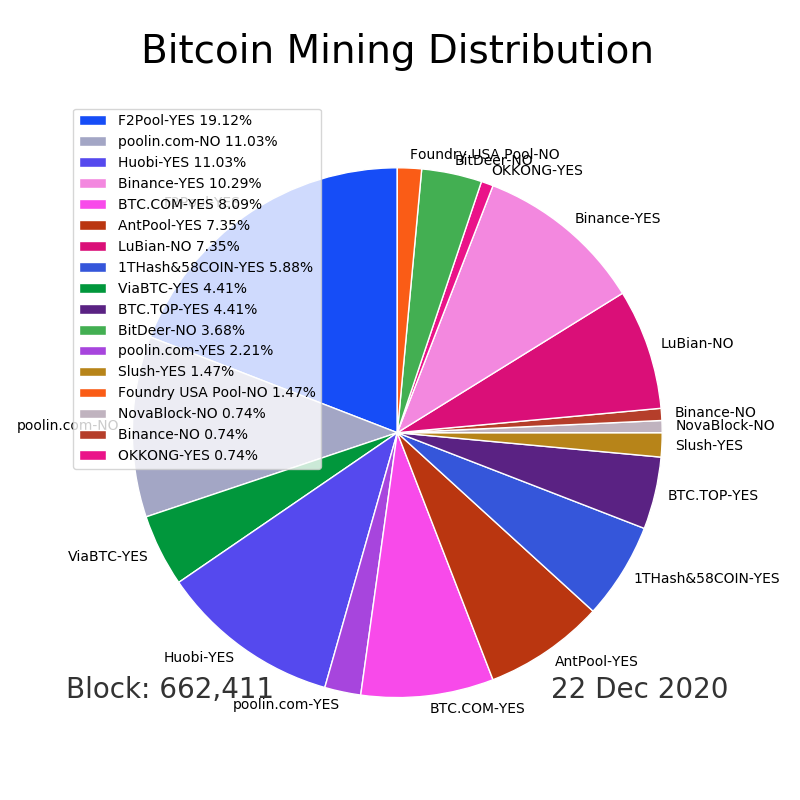 Bitcoin Mining Distribution
F2Pool-YES 19.12%
poolin.com-NO 11.03%
Huobi-YES 11.03%
Binance-YES 10.29%
BTC.COM-YES 8.09%
AntPool-YES 7.35%
LuBian-NO 7.35%
1THash&58COIN-YES 5.88%
ViaBTC-YES 4.41%
BTC.TOP-YES 4.41%
BitDeer-NO 3.68%
poolin.com-YES 2.21%
Slush-YES 1.47%
Foundry USA Pool-NO 1.47%
NovaBlock-NO 0.74%
Binance-NO 0.74%
OKKONG-YES 0.74%
Foundry USA Pool-NO
BitDeer-NO
OKKONG-YES
Binance-YES
LuBian-NO
Binance-NO
NovaBlock-NO
Slush-YES
BTC.TOP-YES
1THash&58COIN-YES
AntPool-YES
BTC.COM-YES
poolin.com-YES
Huobi-YES
ViaBTC-YES
poolin.com-NO
Block: 662,411
22 Dec 2020